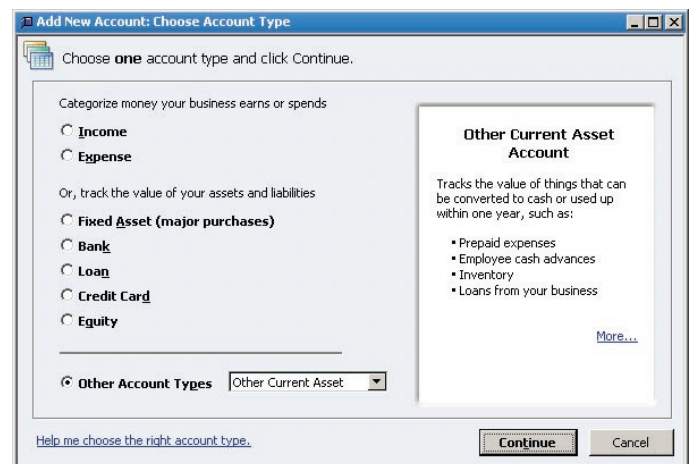 Add New Account: Choose Account Type
Choose one account type and click Continue.
Categorize money your business earns or spends
Income
Expense
Or, track the value of your assets and liabilities
Fixed Asset (major purchases)
Bank
Loan
Credit Card
Equity
Other Account Types Other Current Asset
Other Current Asset
Account
Tracks the value of things that can
be converted to cash or used up
within one year, such as:
▪ Prepaid expenses
▪ Employee cash advances
▪ Inventory
▪ Loans from your business
More...
Help me choose the right account type.
Continue
Cancel